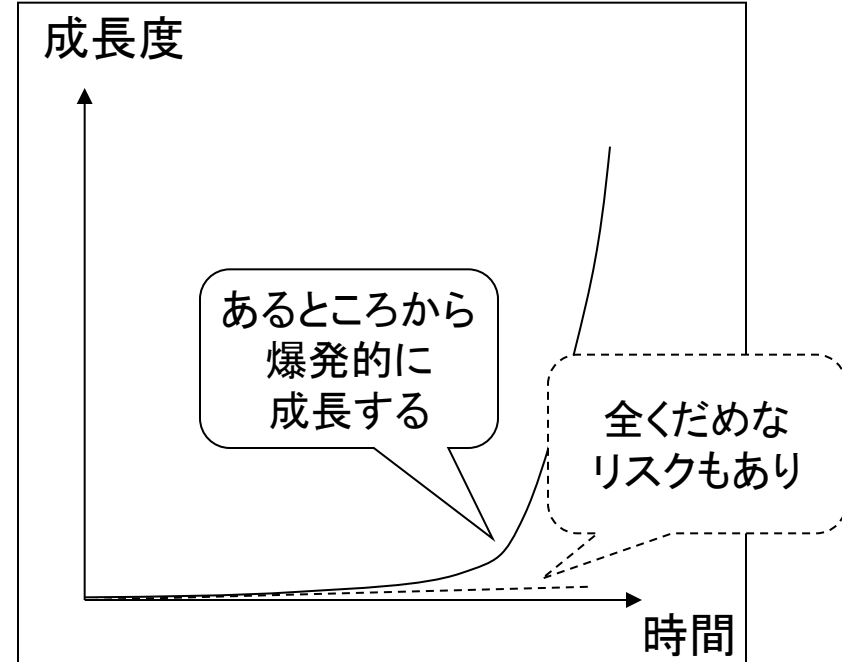 成長度
あるところから
爆発的に
成長する
全くだめな
リスクもあり
時間